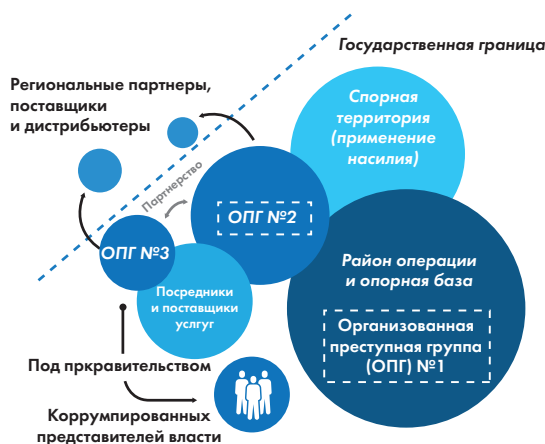 Государственная граница
Региональные партнеры,
поставщики
и дистрибьютеры
Спорная
территория
(применение
насилия)
Партнерство
ОПГ №2
ОПГ №3
Район операции
и опорная база
Посредники
и поставщики
услгуг
Организованная
преступная группа
(ОПГ) №1
Под пркравительством
Коррумпированных
представителей власти